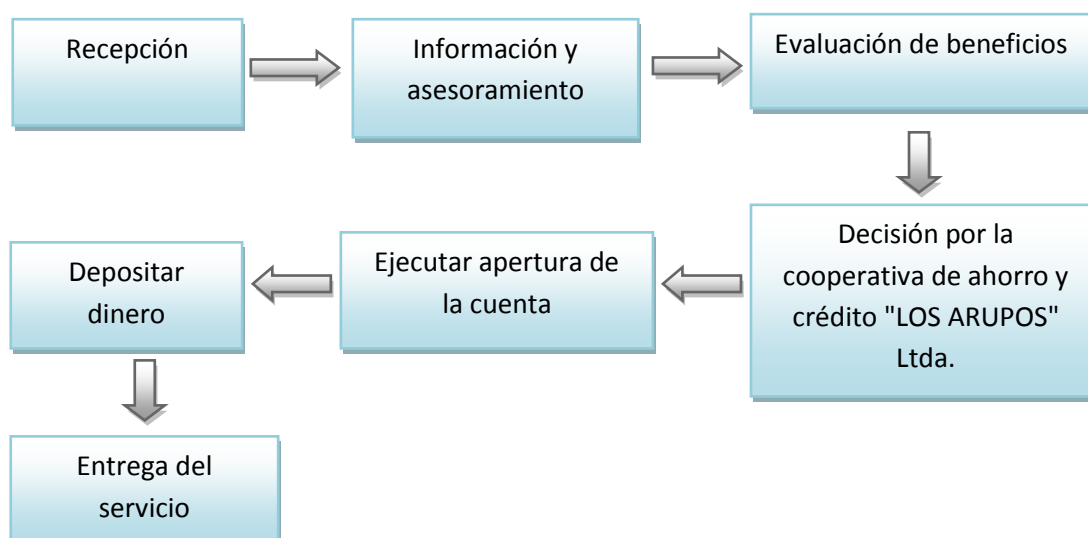 Recepción
Información y
asesoramiento
Evaluación de beneficios
Decisión por la
cooperativa de ahorro y
crédito "LOS ARUPOS"
Ltda.
Ejecutar apertura de
la cuenta
Depositar
dinero
Entrega del
servicio